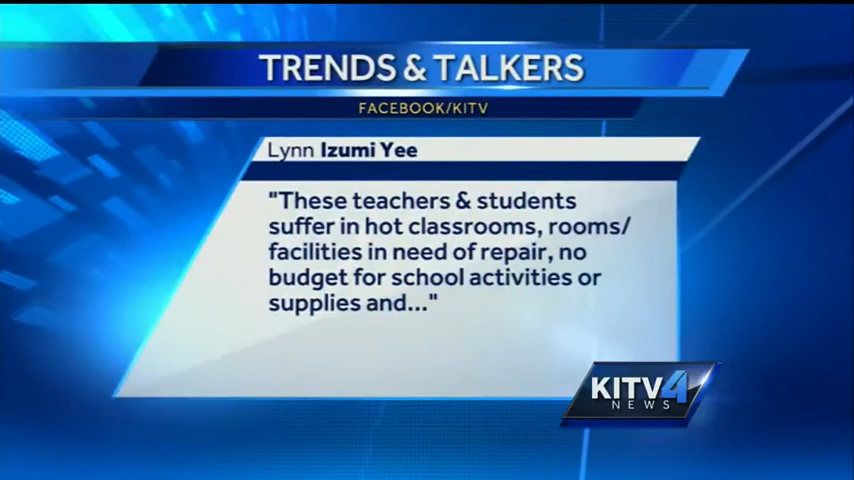 TRENDS & TALKERS
FACEBOOK/KITV
Lynn Izumi Yee
"These teachers & students
suffer in hot classrooms, rooms/
facilities in need of repair, no
budget for school activities or
supplies and..."
KITV4
NEWS